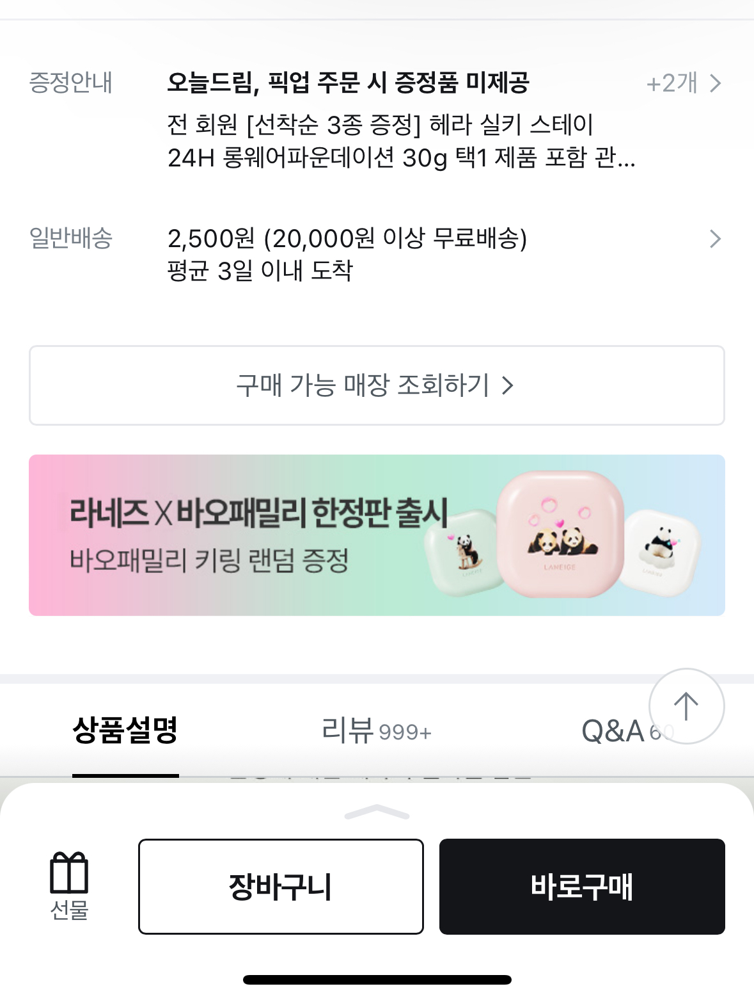 증정안내
오늘드림, 픽업 주문 시 증정품 미제공
+2개
전 회원 [선착순 3종 증정] 헤라 실키 스테이
24H 롱웨어파운데이션 30g 택1 제품 포함 관...
일반배송
2,500원 (20,000원 이상 무료배송)
평균 3일 이내 도착
구매 가능 매장 조회하기
라네즈 X 바오패밀리 한정판 출시
바오패밀리 키링 랜덤 증정
LANEIGE
상품설명
리뷰 999+
Q&A 60
선물
장바구니
바로구매